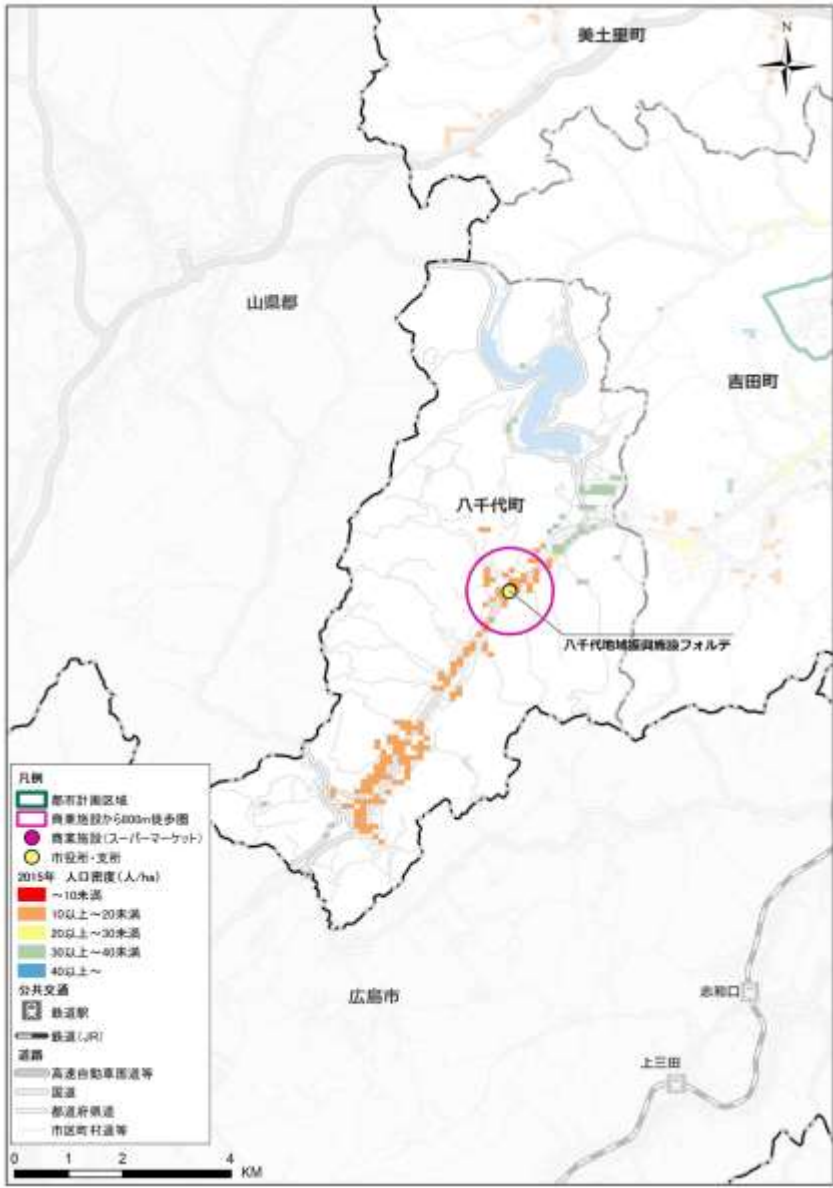 美土里町
N
山県郡
吉田町
八千代町
八千代地域振興施設フォルテ
凡例
都市計画区域
商業施設から800m徒歩圏
商業施設(スーパーマーケット)
市役所・支所
2015年 人口密度(人/ha)
～10未満
10以上～20未満
20以上～30未満
30以上～40未満
40以上～
公共交通
鉄道駅
鉄道(JR)
道路
高速自動車国道等
国道
都道府県道
市区町村道等
広島市
志和口
上三田
0 1 2 4
KM